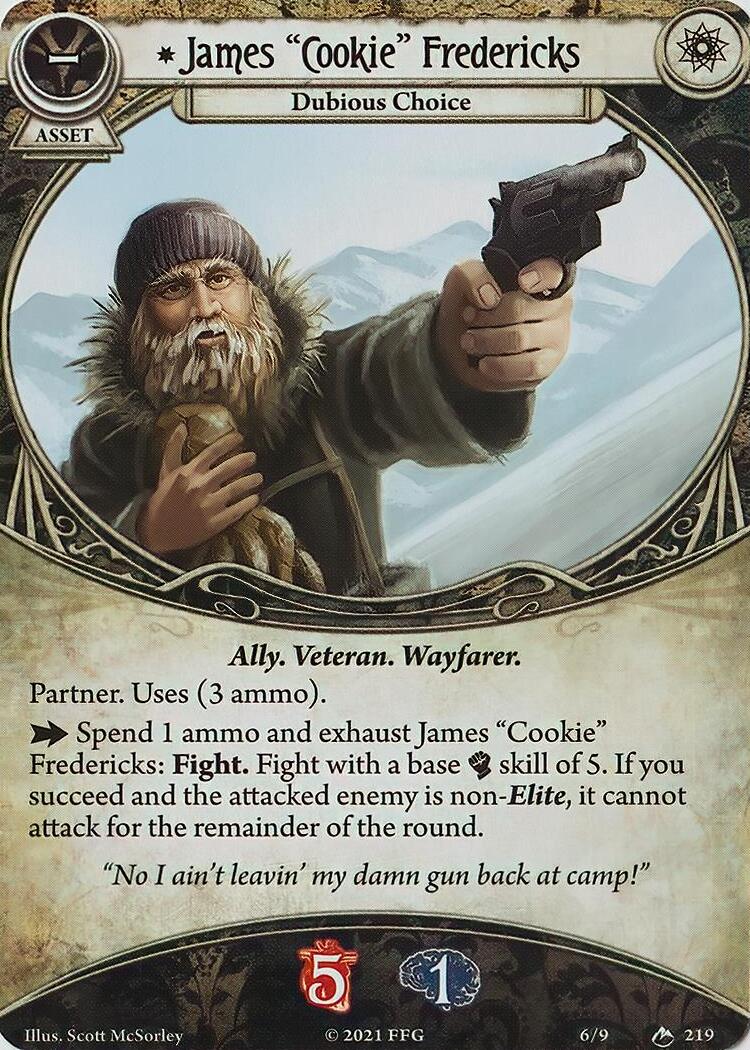 James “Cookie” Fredericks
Dubious Choice
ASSET
Ally. Veteran. Wayfarer.
Partner. Uses (3 ammo).
Spend 1 ammo and exhaust James “Cookie”
Fredericks: Fight. Fight with a base skill of 5. If you
succeed and the attacked enemy is non-Elite, it cannot
attack for the remainder of the round.
“No I ain’t leavin’ my damn gun back at camp!”
5 1
Illus. Scott McSorley © 2021 FFG 6/9 219